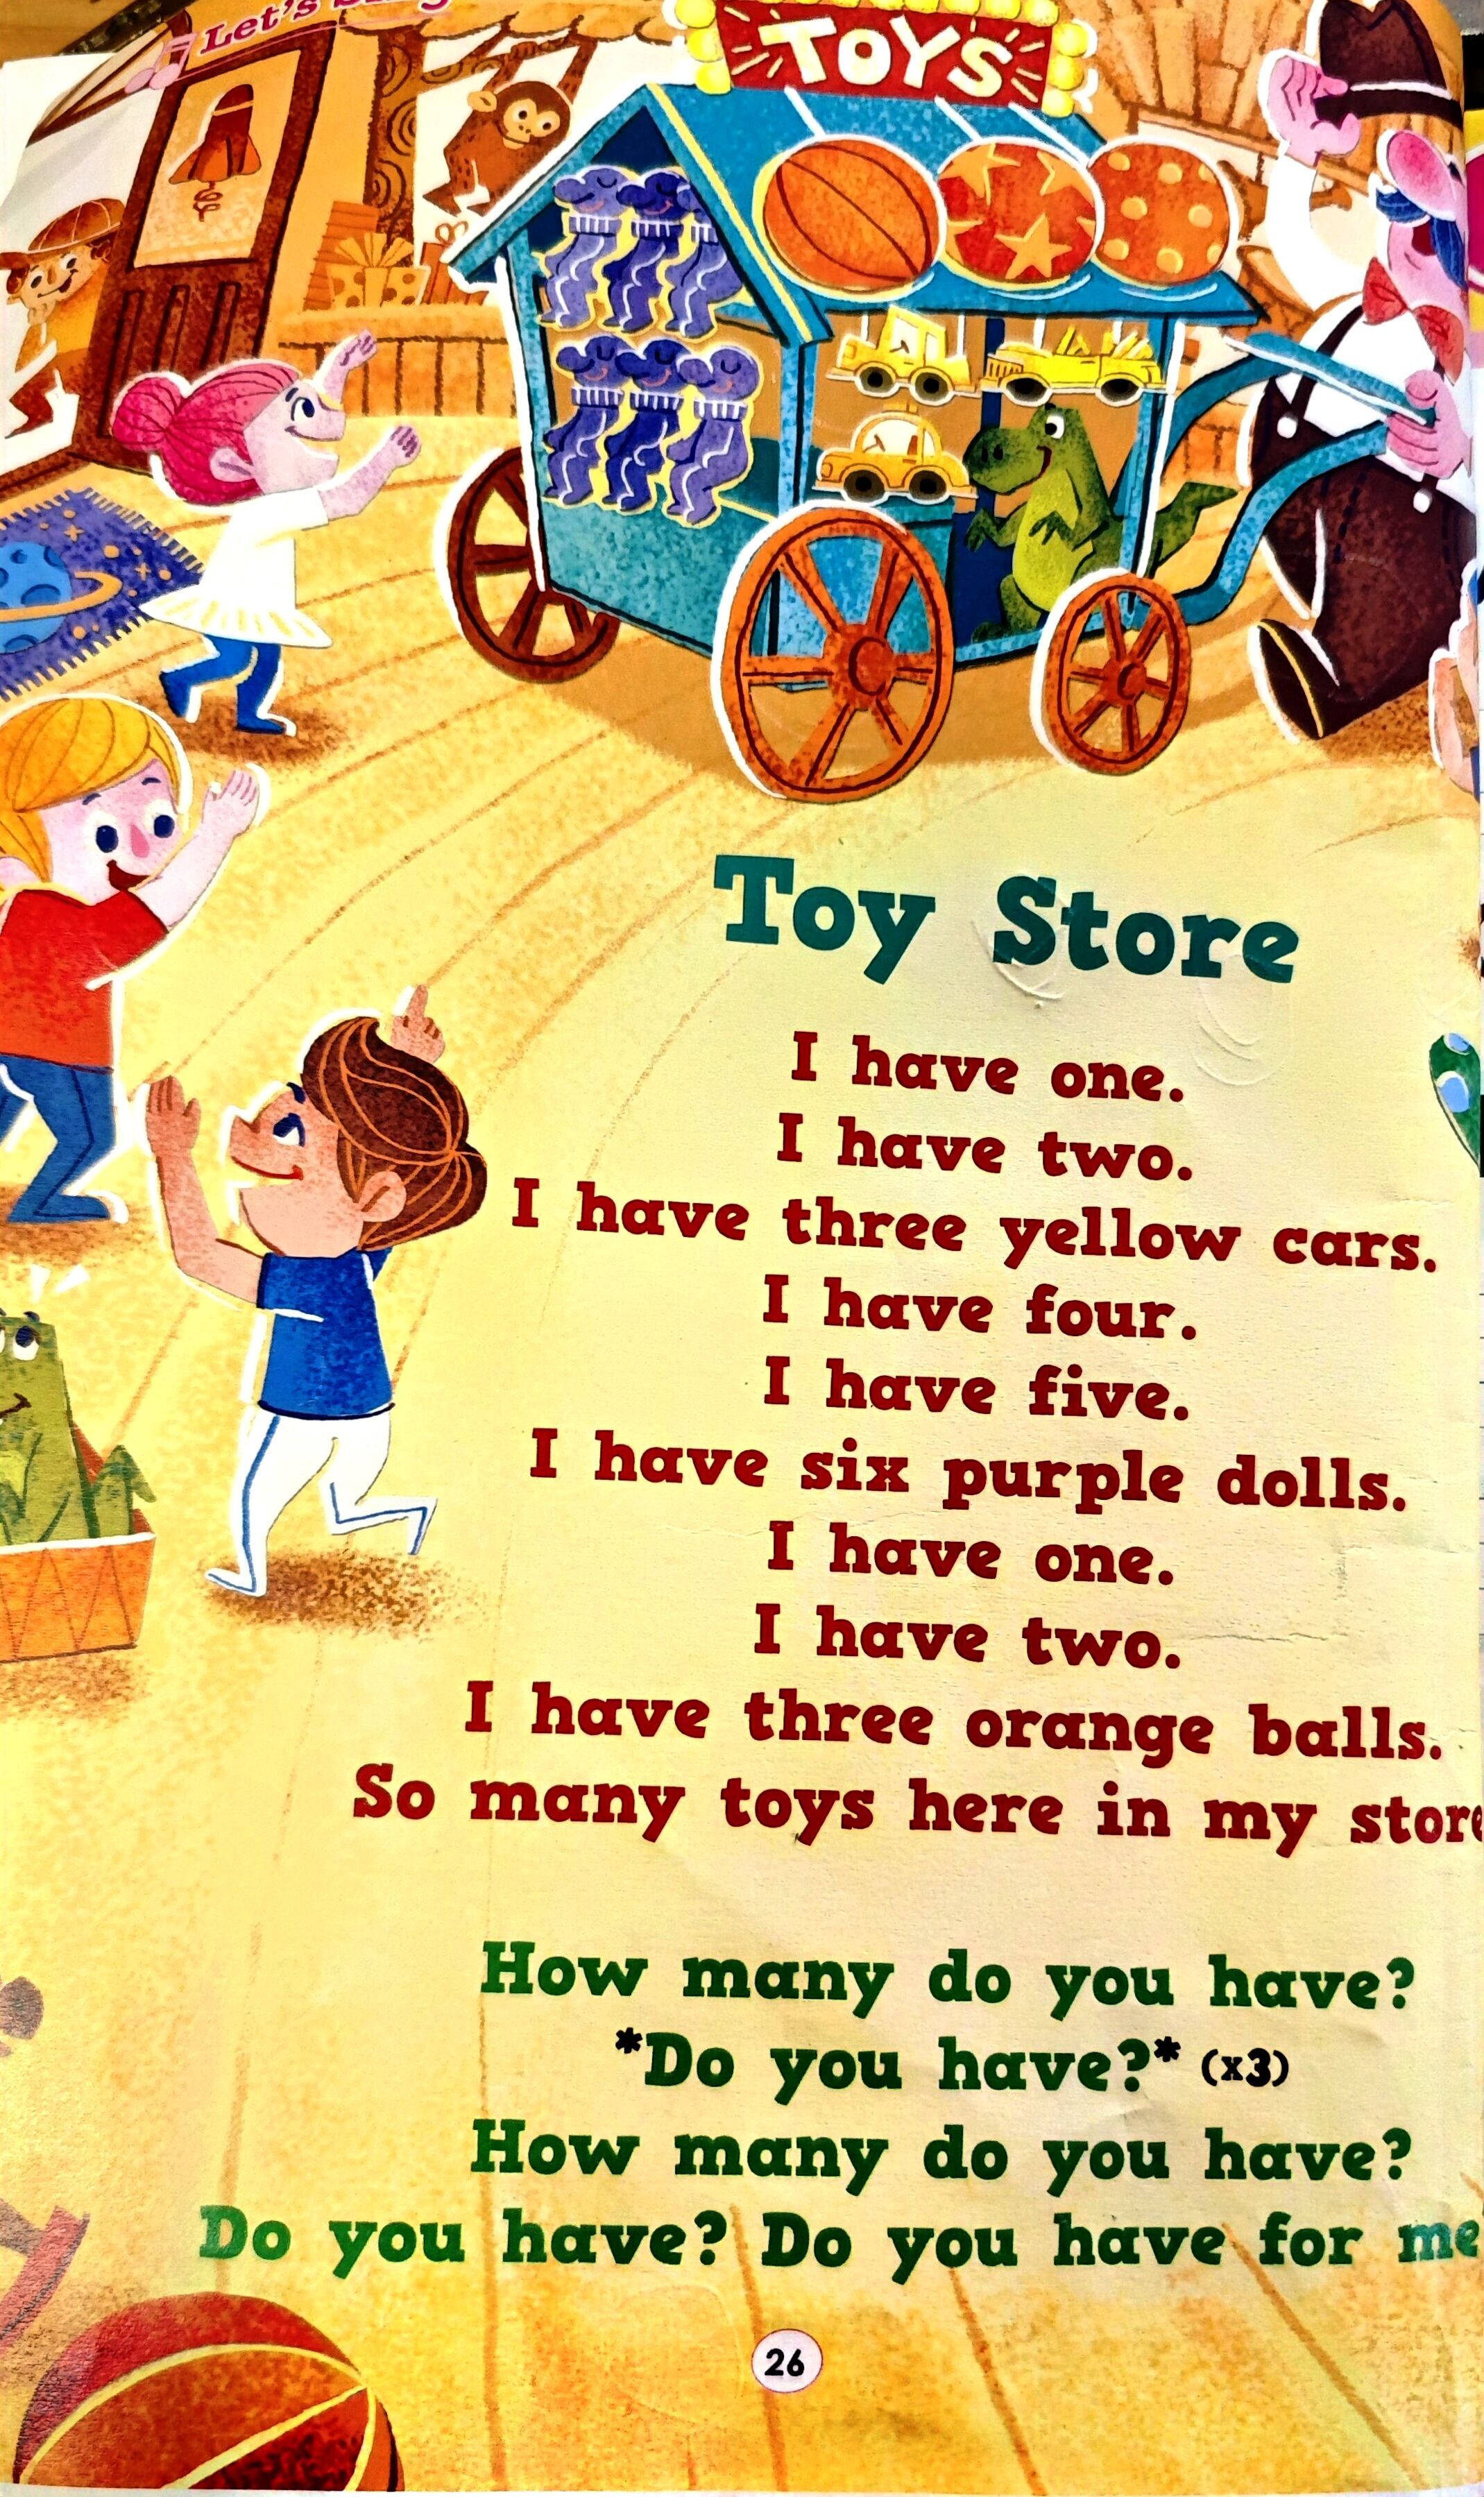 Let's
TOYS
Toy Store
I have one.
I have two.
I have three yellow cars.
I have four.
I have five.
I have six purple dolls.
I have one.
I have two.
I have three orange balls.
So many toys here in my store
How many do you have?
*Do you have?* (x3)
How many do you have?
Do you have? Do you have for me
26